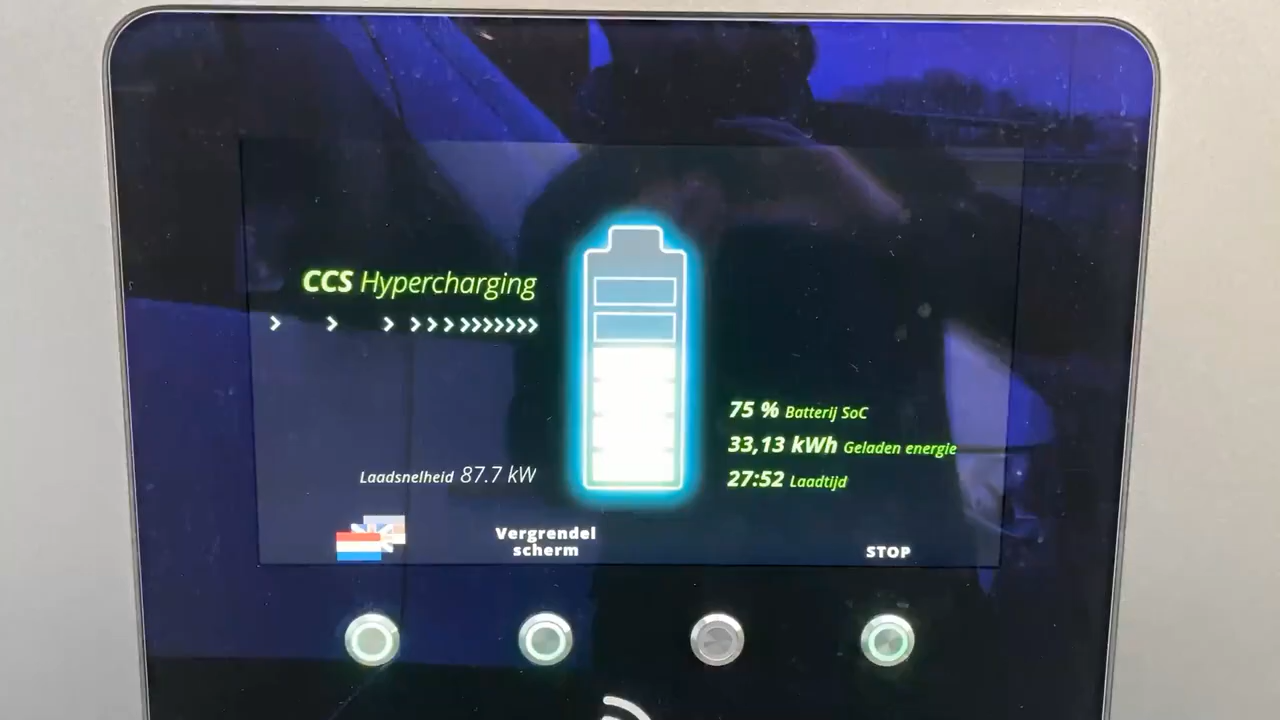 CCS Hypercharging
75 % Batterij SoC
33,13 kWh Geladen energie
27:52 Laadtijd
Laadsnelheid 87.7 kW
Vergrendel
scherm
STOP